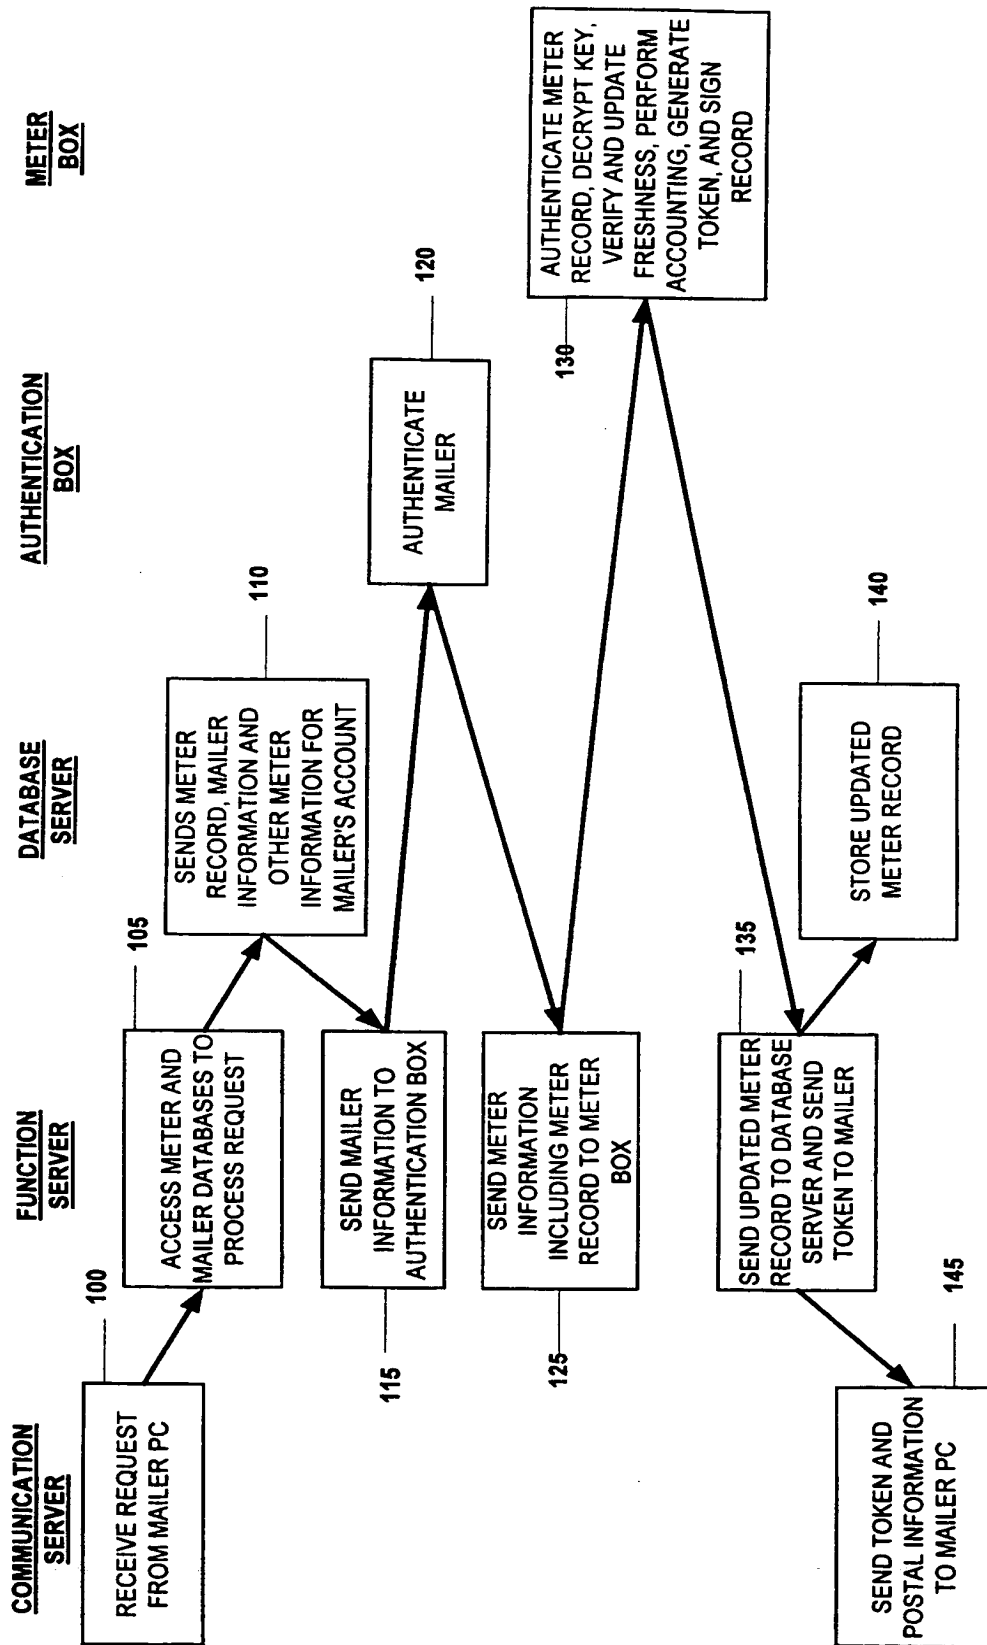 COMMUNICATION
SERVER
FUNCTION
SERVER
DATABASE
SERVER
AUTHENTICATION
BOX
METER
BOX
100
RECEIVE REQUEST
FROM MAILER PC
105
ACCESS METER AND
MAILER DATABASES TO
PROCESS REQUEST
110
SENDS METER
RECORD, MAILER
INFORMATION AND
OTHER METER
INFORMATION FOR
MAILER'S ACCOUNT
115
SEND MAILER
INFORMATION TO
AUTHENTICATION BOX
120
AUTHENTICATE
MAILER
125
SEND METER
INFORMATION
INCLUDING METER
RECORD TO METER
BOX
130
AUTHENTICATE METER
RECORD, DECRYPT KEY,
VERIFY AND UPDATE
FRESHNESS, PERFORM
ACCOUNTING, GENERATE
TOKEN, AND SIGN
RECORD
135
SEND UPDATED METER
RECORD TO DATABASE
SERVER AND SEND
TOKEN TO MAILER
140
STORE UPDATED
METER RECORD
145
SEND TOKEN AND
POSTAL INFORMATION
TO MAILER PC